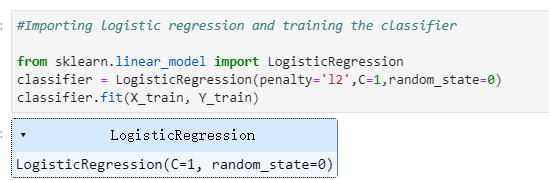 #Importing Logistic regression and training the classifier
from sklearn.linear_model import LogisticRegression
classifier = LogisticRegression(penalty='l2',C=1,random_state=0)
classifier.fit(X_train, Y_train)
LogisticRegression
LogisticRegression(C=1, random_state=0)